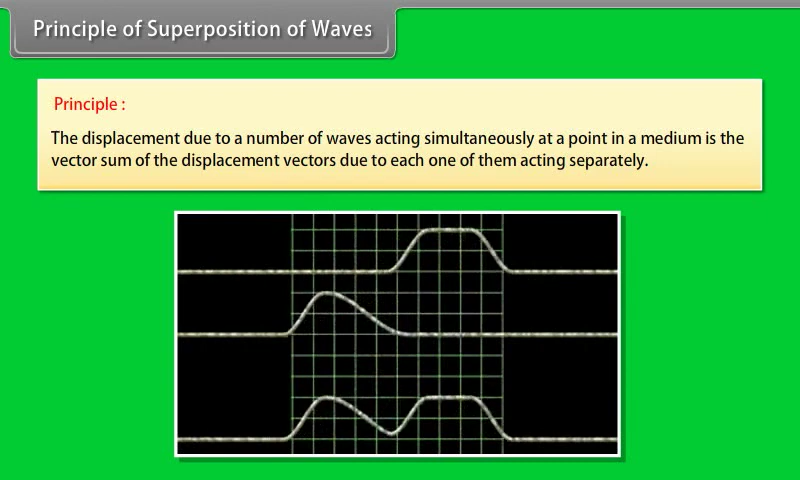 Principle of Superposition of Waves
Principle :
The displacement due to a number of waves acting simultaneously at a point in a medium is the
vector sum of the displacement vectors due to each one of them acting separately.